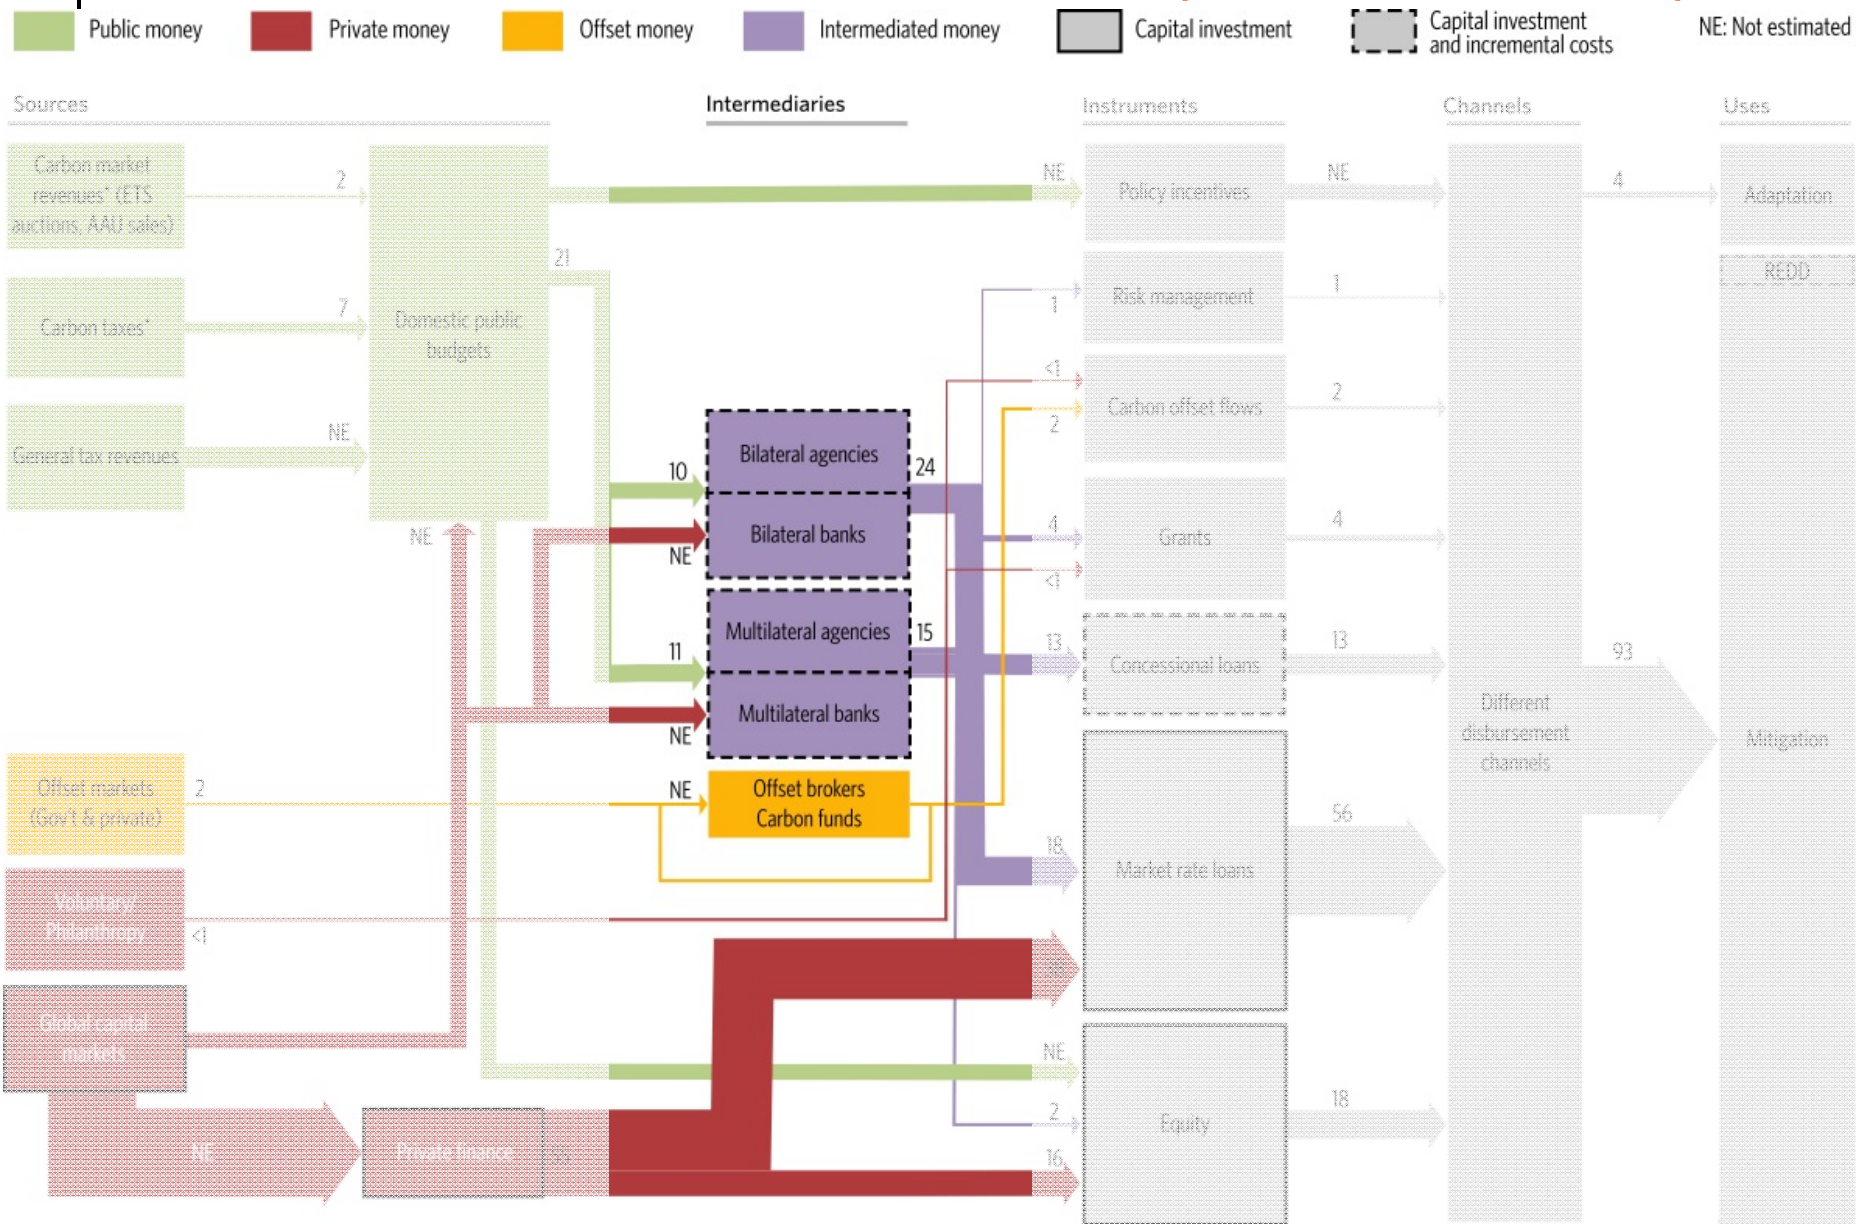 Public money
Private money
Offset money
Intermediated money
Capital investment
Capital investment
and incremental costs
NE: Not estimated
Sources
Intermediaries
Instruments
Channels
Uses
Carbon market
revenues* (ETS
auctions, AAU sales)
2
Carbon taxes*
7
General tax revenues
NE
Domestic public
budgets
21
NE
Offset markets
(Gov't & private)
2
Voluntary/
Philanthropy
<1
Global capital
markets
NE
Private finance
55
10
NE
Bilateral agencies
Bilateral banks
24
11
NE
Multilateral agencies
Multilateral banks
15
NE
Offset brokers
Carbon funds
NE
Policy incentives
NE
1
Risk management
1
<1
2
Carbon offset flows
2
4
<1
Grants
4
13
Concessional loans
13
18
Market rate loans
56
NE
2
16
Equity
18
Different
disbursement
channels
4
93
Adaptation
REDD
Mitigation